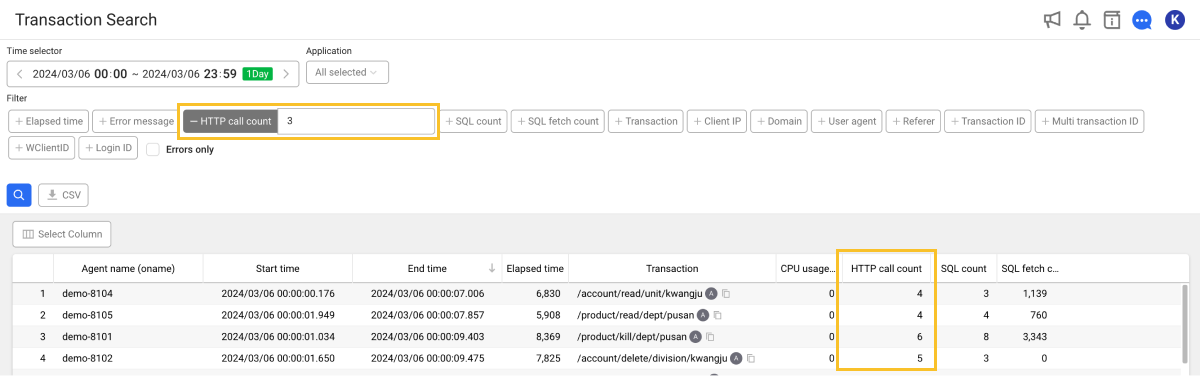 Transaction Search
K
Time selector
Application
2024/03/06 00:00 ~ 2024/03/06 23:59 1Day
All selected
Filter
+ Elapsed time + Error message — HTTP call count 3 + SQL count + SQL fetch count + Transaction + Client IP + Domain + User agent + Referer + Transaction ID + Multi transaction ID
+ WClientID + Login ID Errors only
CSV
Select Column
Agent name (oname) Start time End time ↓ Elapsed time Transaction CPU usage... HTTP call count SQL count SQL fetch c...
1 demo-8104 2024/03/06 00:00:00.176 2024/03/06 00:00:07.006 6,830 /account/read/unit/kwangju A 0 4 3 1,139
2 demo-8105 2024/03/06 00:00:01.949 2024/03/06 00:00:07.857 5,908 /product/read/dept/pusan A 0 4 4 760
3 demo-8101 2024/03/06 00:00:01.034 2024/03/06 00:00:09.403 8,369 /product/kill/dept/pusan A 0 6 8 3,343
4 demo-8102 2024/03/06 00:00:01.650 2024/03/06 00:00:09.475 7,825 /account/delete/division/kwangju A 0 5 3 0